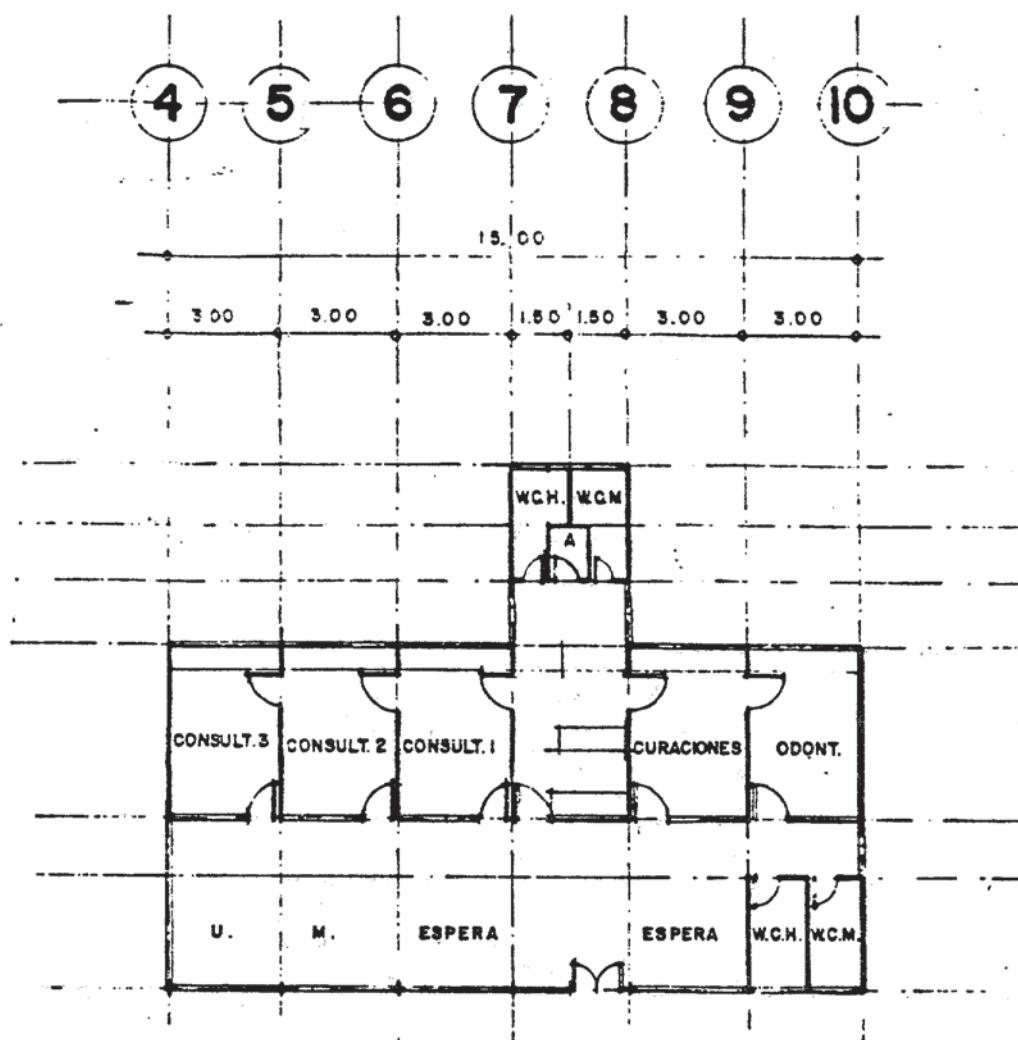 4 5 6 7 8 9 10
15.00
3.00 3.00 3.00 1.50 1.50 3.00 3.00
W.C.H. W.C.M
A
CONSULT. 3 CONSULT. 2 CONSULT. 1 CURACIONES ODONT.
U. M. ESPERA ESPERA W.C.H. W.C.M.